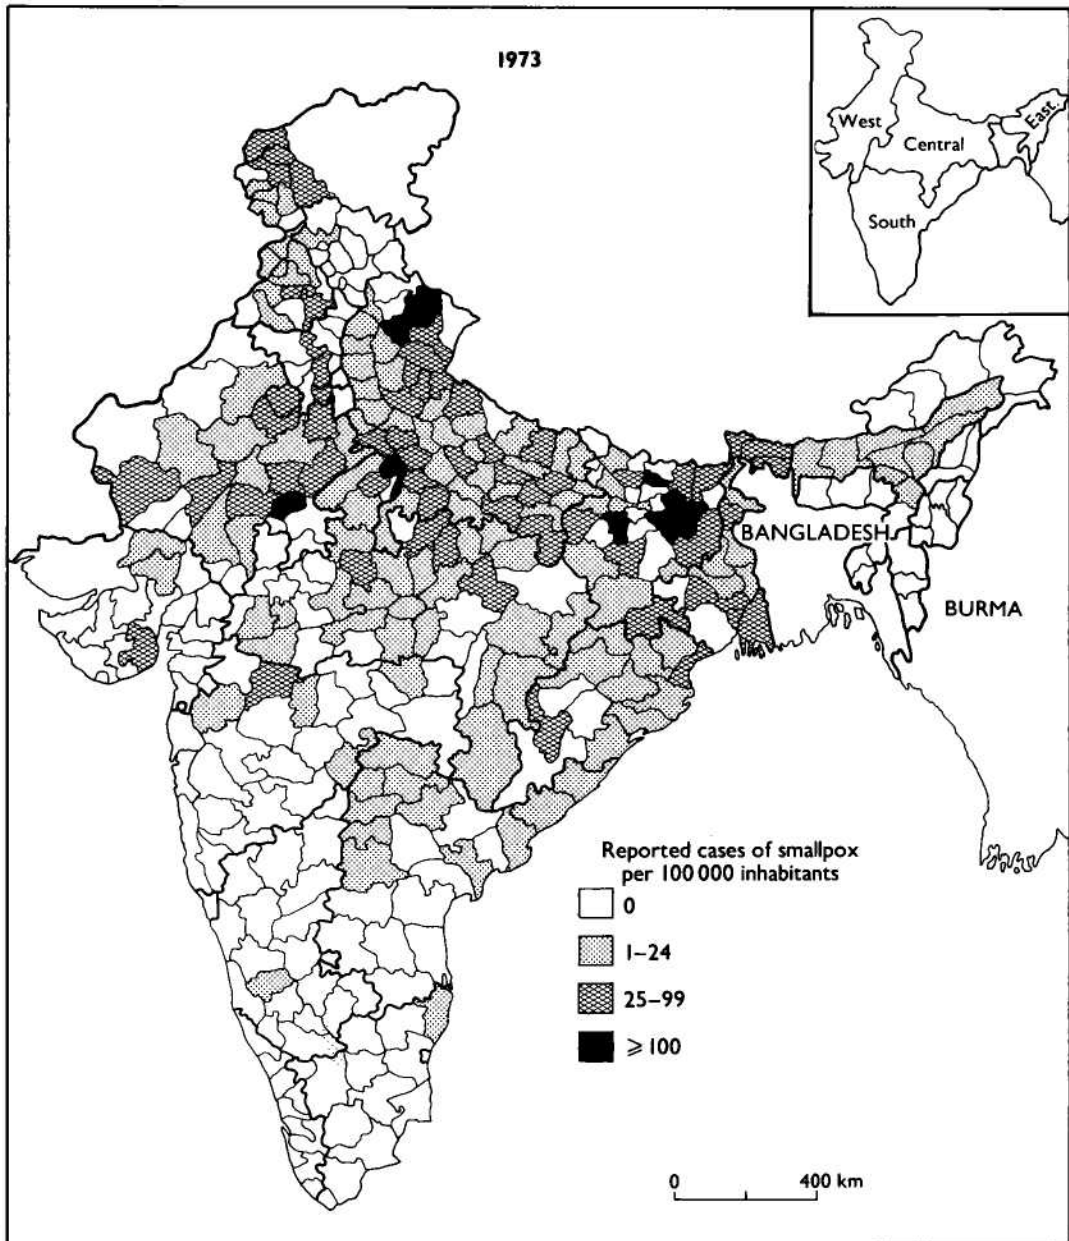 1973
West
Central
East.
South
BANGLADESH
BURMA
Reported cases of smallpox
per 100 000 inhabitants
0
1–24
25–99
⩾ 100
0 400 km